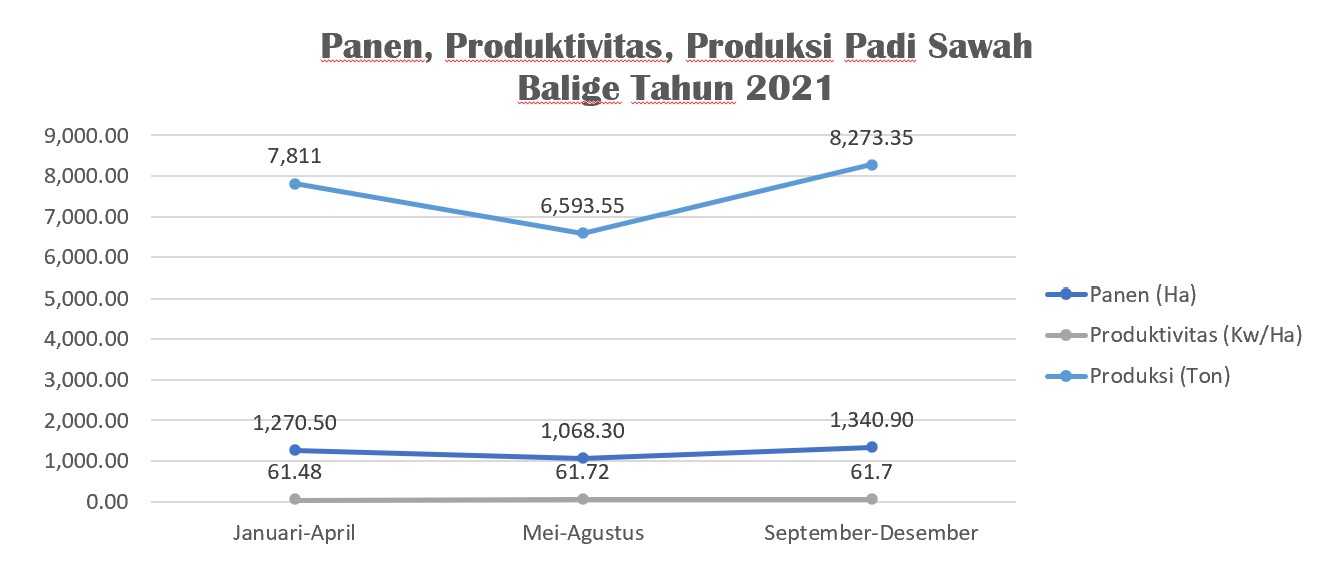 Panen, Produktivitas, Produksi Padi Sawah
Balige Tahun 2021
9,000.00
8,000.00
7,000.00
6,000.00
5,000.00
4,000.00
3,000.00
2,000.00
1,000.00
0.00
7,811
6,593.55
8,273.35
1,270.50
1,068.30
1,340.90
61.48
61.72
61.7
Januari-April
Mei-Agustus
September-Desember
Panen (Ha)
Produktivitas (Kw/Ha)
Produksi (Ton)